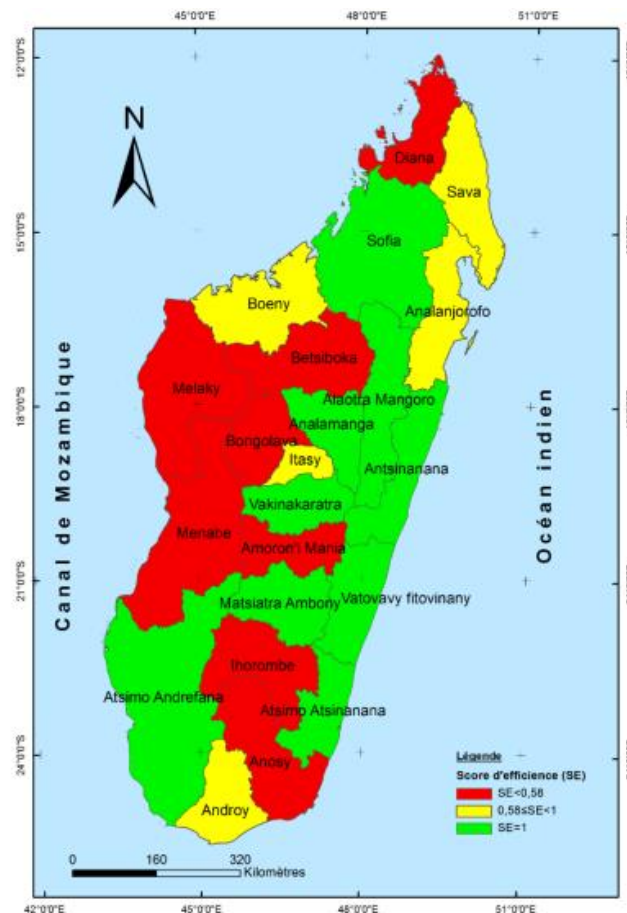 45°0'0"E 48°0'0"E 51°0'0"E
12°0'0"S
N
Diana
Sava
15°0'0"S
Sofia
Boeny
Analanjorofo
Betsiboka
Melaky
Alaotra Mangoro
18°0'0"S
Analamanga
Bongolava
Itasy
Antsinanana
Canal de Mozambique
Océan indien
Vakinakaratra
Menabe
Amoron'i Mania
21°0'0"S
Matsiatra Ambony
Vatovavy fitovinany
Ihorombe
Atsimo Andrefana
Atsimo Atsinanana
24°0'0"S
Anosy
Androy
Légende
Score d'efficience (SE)
SE<0,58
0,58≤SE<1
SE=1
0 160 320
Kilomètres
42°0'0"E 45°0'0"E 48°0'0"E 51°0'0"E